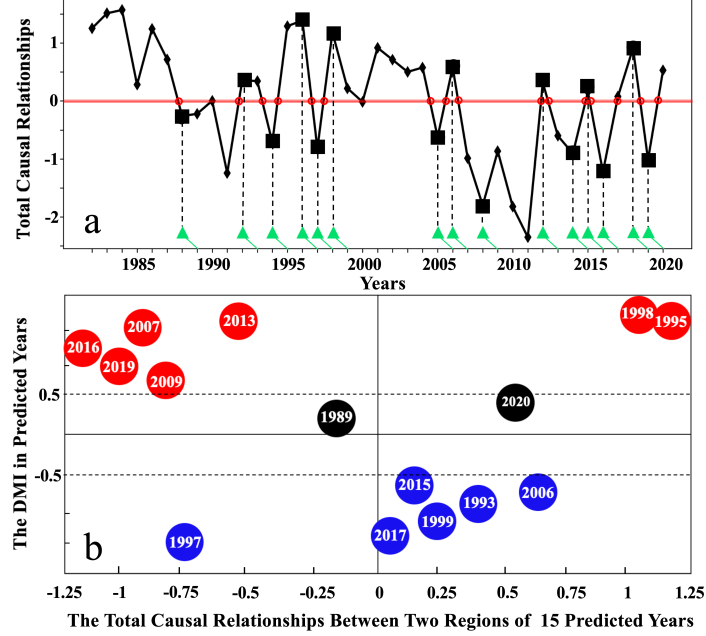 1
0
-1
-2
Total Causal Relationships
a
1985 1990 1995 2000 2005 2010 2015 2020
Years
0.5
-0.5
The DMI in Predicted Years
2016
2007
2019
2009
2013
1989
1998
1995
2020
1997
2015
2017
1999
1993
2006
b
-1.25 -1 -0.75 -0.5 -0.25 0 0.25 0.5 0.75 1 1.25
The Total Causal Relationships Between Two Regions of 15 Predicted Years